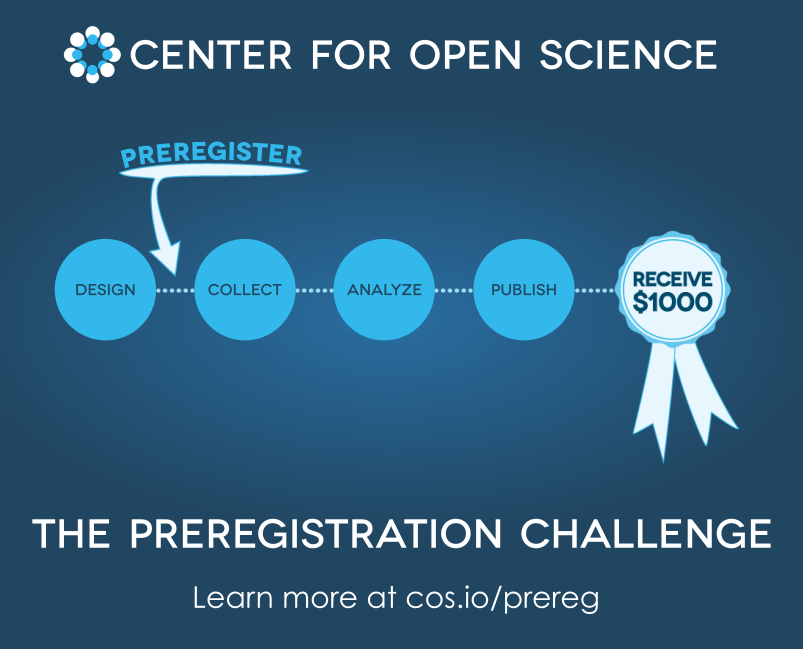 CENTER FOR OPEN SCIENCE
PREREGISTER
DESIGN
COLLECT
ANALYZE
PUBLISH
RECEIVE
$1000
THE PREREGISTRATION CHALLENGE
Learn more at cos.io/prereg